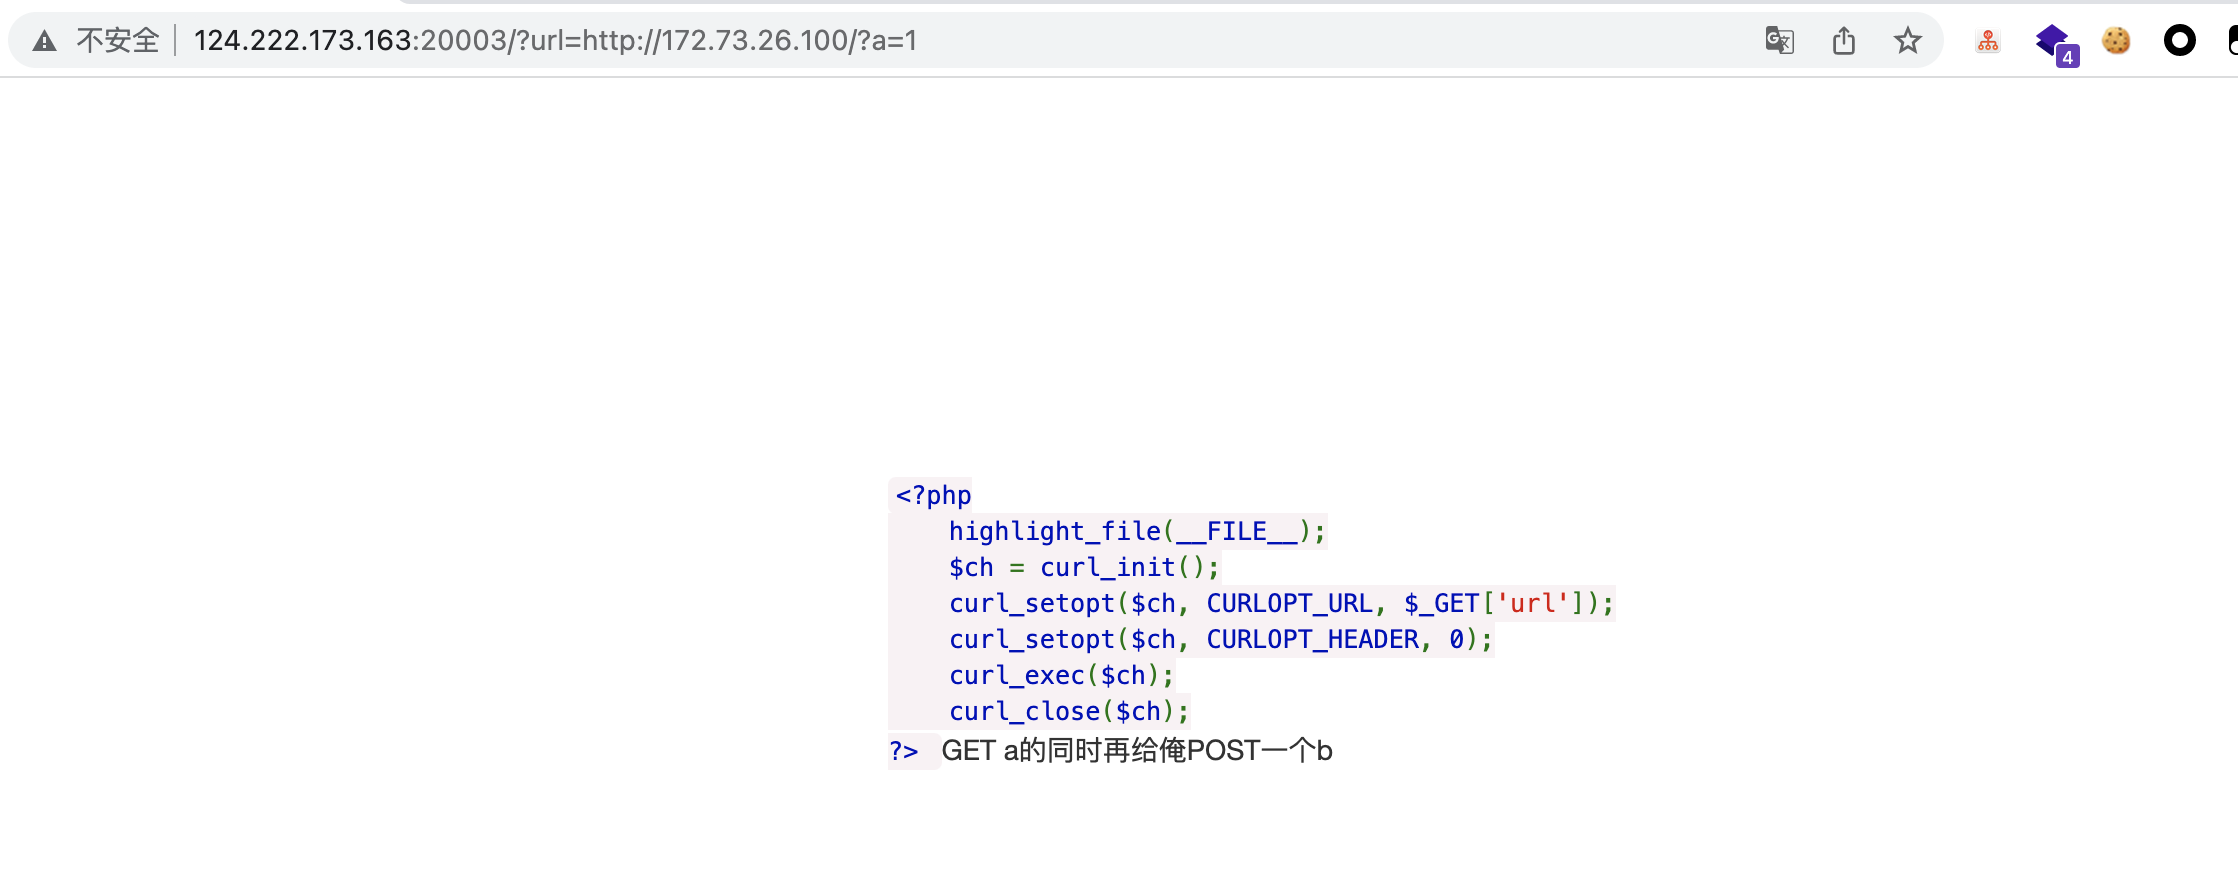 不安全 124.222.173.163:20003/?url=http://172.73.26.100/?a=1
4
<?php
highlight_file(__FILE__);
$ch = curl_init();
curl_setopt($ch, CURLOPT_URL, $_GET['url']);
curl_setopt($ch, CURLOPT_HEADER, 0);
curl_exec($ch);
curl_close($ch);
?> GET a的同时再给俺POST一个b